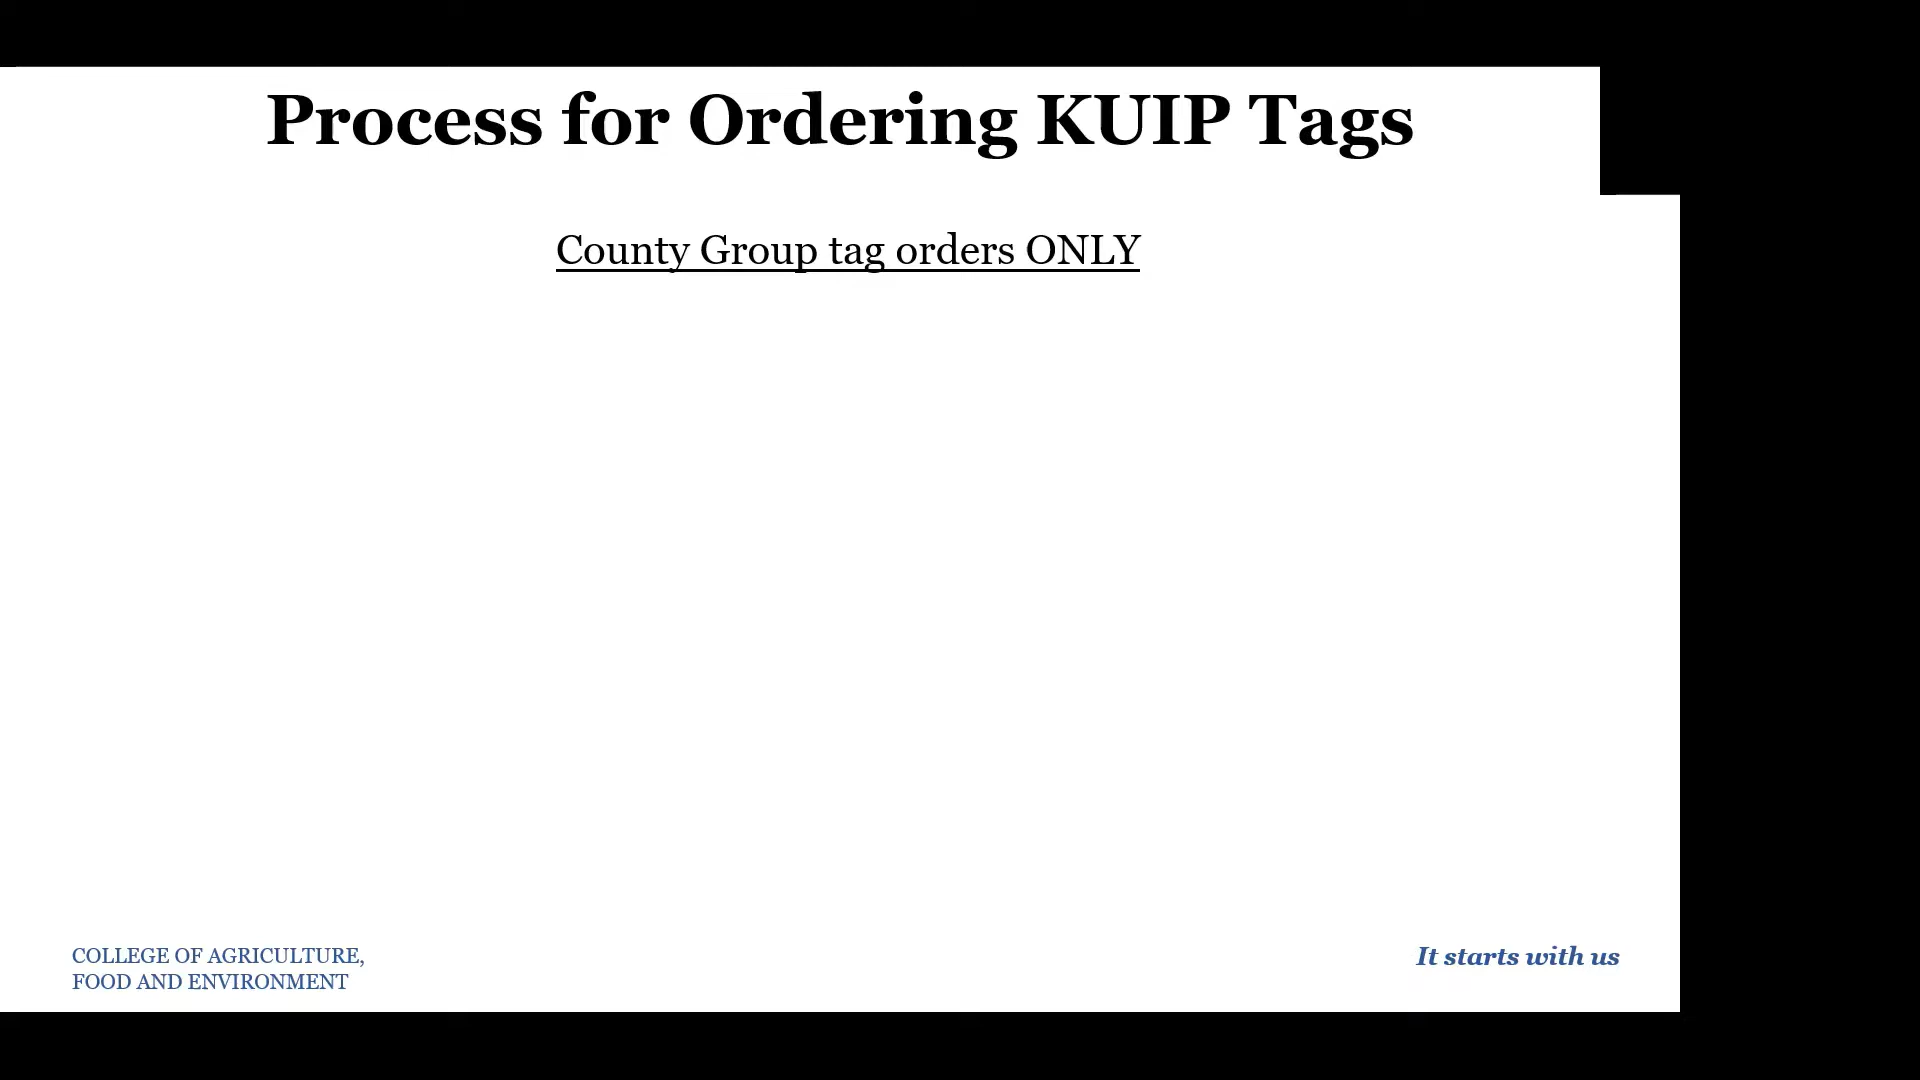 Process for Ordering KUIP Tags
County Group tag orders ONLY
COLLEGE OF AGRICULTURE,
FOOD AND ENVIRONMENT
It starts with us